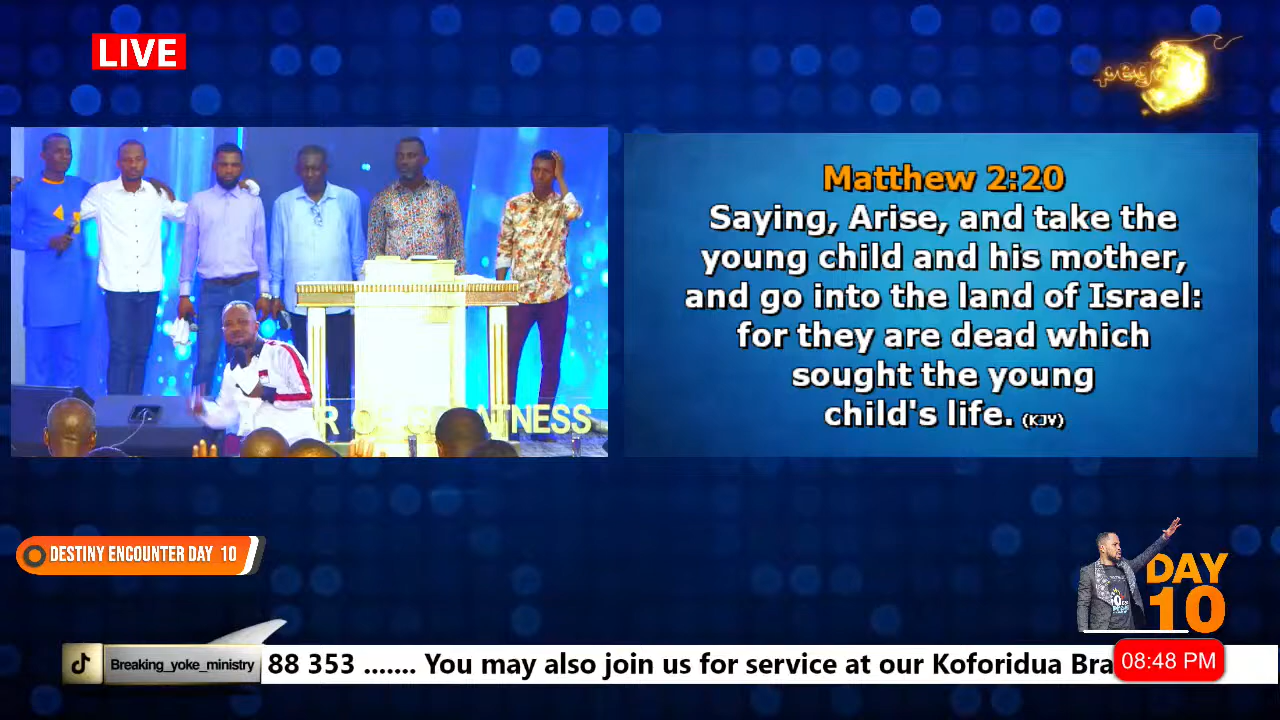 LIVE
Matthew 2:20
Saying, Arise, and take the
young child and his mother,
and go into the land of Israel:
for they are dead which
sought the young
child's life. (KJV)
R OF GREATNESS
DESTINY ENCOUNTER DAY 10
DAY
10
Breaking_yoke_ministry
88 353 ....... You may also join us for service at our Koforidua Bra
08:48 PM